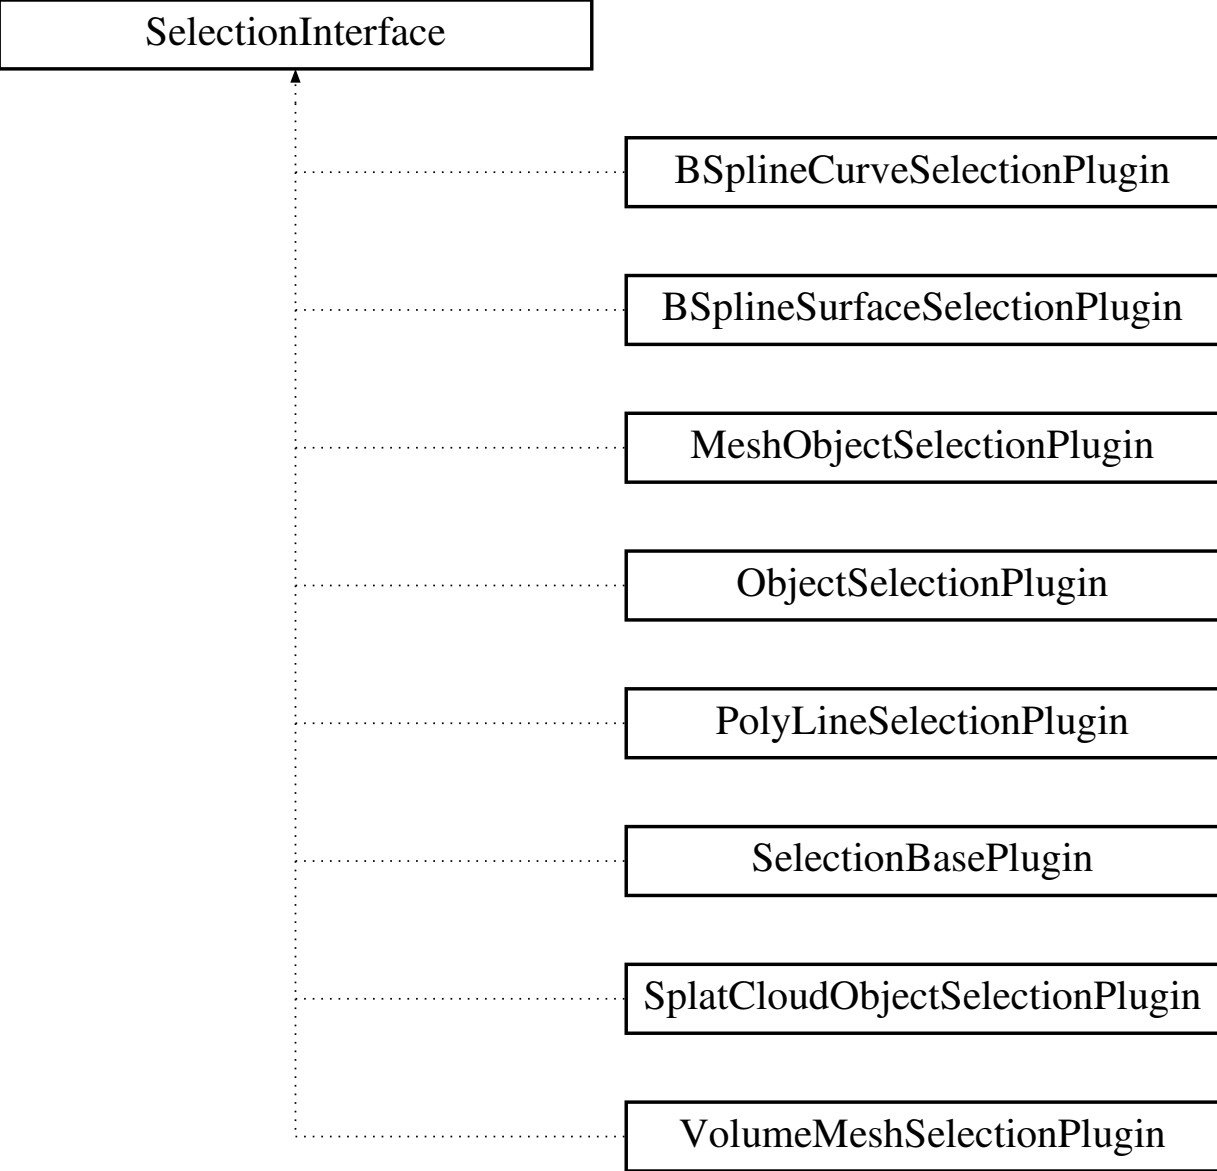 SelectionInterface
BSplineCurveSelectionPlugin
BSplineSurfaceSelectionPlugin
MeshObjectSelectionPlugin
ObjectSelectionPlugin
PolyLineSelectionPlugin
SelectionBasePlugin
SplatCloudObjectSelectionPlugin
VolumeMeshSelectionPlugin